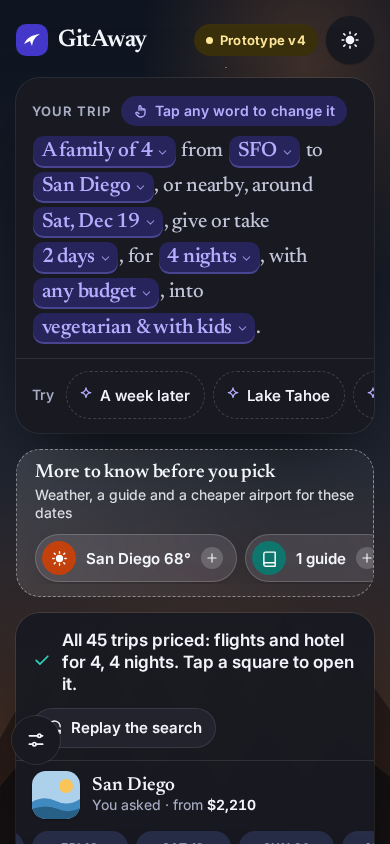 GitAway
Prototype v4
YOUR TRIP
Tap any word to change it
A family of 4 from SFO to
San Diego, or nearby, around
Sat, Dec 19, give or take
2 days, for 4 nights, with
any budget, into
vegetarian & with kids.
Try
A week later
Lake Tahoe
More to know before you pick
Weather, a guide and a cheaper airport for these
dates
San Diego 68°
1 guide
All 45 trips priced: flights and hotel
for 4, 4 nights. Tap a square to open
it.
Replay the search
San Diego
You asked · from $2,210